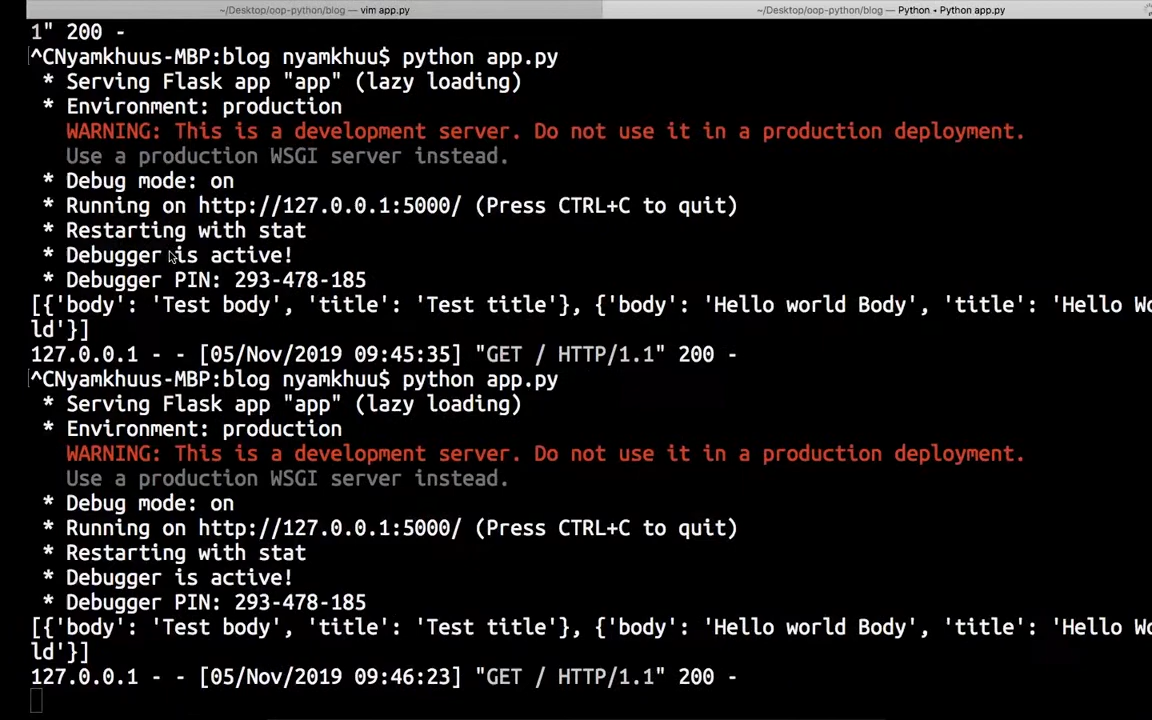 ~/Desktop/oop-python/blog — vim app.py
~/Desktop/oop-python/blog — Python • Python app.py
1" 200 -
^CNyamkhuus-MBP:blog nyamkhuu$ python app.py
* Serving Flask app "app" (lazy loading)
* Environment: production
WARNING: This is a development server. Do not use it in a production deployment.
Use a production WSGI server instead.
* Debug mode: on
* Running on http://127.0.0.1:5000/ (Press CTRL+C to quit)
* Restarting with stat
* Debugger is active!
* Debugger PIN: 293-478-185
[{'body': 'Test body', 'title': 'Test title'}, {'body': 'Hello world Body', 'title': 'Hello Wo
ld'}]
127.0.0.1 - - [05/Nov/2019 09:45:35] "GET / HTTP/1.1" 200 -
^CNyamkhuus-MBP:blog nyamkhuu$ python app.py
* Serving Flask app "app" (lazy loading)
* Environment: production
WARNING: This is a development server. Do not use it in a production deployment.
Use a production WSGI server instead.
* Debug mode: on
* Running on http://127.0.0.1:5000/ (Press CTRL+C to quit)
* Restarting with stat
* Debugger is active!
* Debugger PIN: 293-478-185
[{'body': 'Test body', 'title': 'Test title'}, {'body': 'Hello world Body', 'title': 'Hello Wo
ld'}]
127.0.0.1 - - [05/Nov/2019 09:46:23] "GET / HTTP/1.1" 200 -